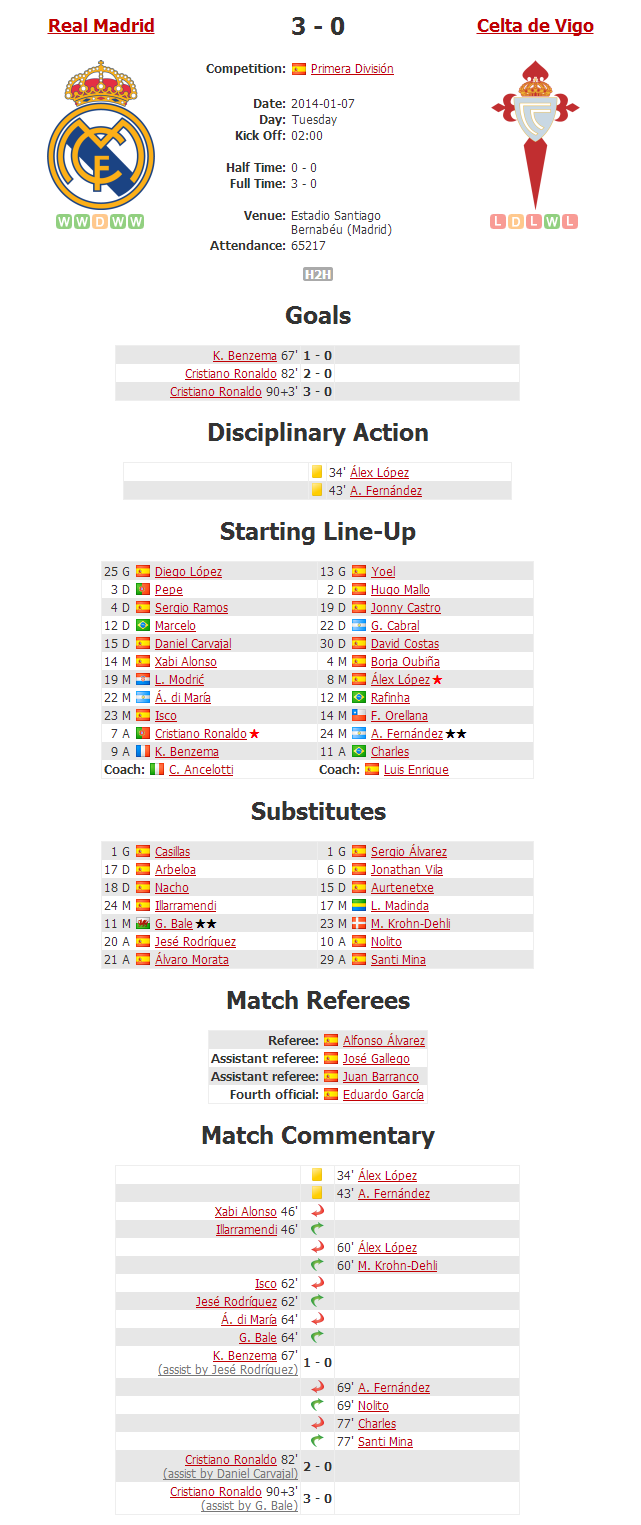 Real Madrid 3 - 0 Celta de Vigo
Competition: Primera División
Date: 2014-01-07
Day: Tuesday
Kick Off: 02:00
Half Time: 0 - 0
Full Time: 3 - 0
Venue: Estadio Santiago
Bernabéu (Madrid)
Attendance: 65217
W W D W W
L D L W L
H2H
Goals
K. Benzema 67' 1 - 0
Cristiano Ronaldo 82' 2 - 0
Cristiano Ronaldo 90+3' 3 - 0
Disciplinary Action
34' Álex López
43' A. Fernández
Starting Line-Up
25 G Diego López 13 G Yoel
3 D Pepe 2 D Hugo Mallo
4 D Sergio Ramos 19 D Jonny Castro
12 D Marcelo 22 D G. Cabral
15 D Daniel Carvajal 30 D David Costas
14 M Xabi Alonso 4 M Borja Oubiña
19 M L. Modrić 8 M Álex López
22 M Á. di María 12 M Rafinha
23 M Isco 14 M F. Orellana
7 A Cristiano Ronaldo 24 M A. Fernández
9 A K. Benzema 11 A Charles
Coach: C. Ancelotti Coach: Luis Enrique
Substitutes
1 G Casillas 1 G Sergio Álvarez
17 D Arbeloa 6 D Jonathan Vila
18 D Nacho 15 D Aurtenetxe
24 M Illarramendi 17 M L. Madinda
11 M G. Bale 23 M M. Krohn-Dehli
20 A Jesé Rodríguez 10 A Nolito
21 A Álvaro Morata 29 A Santi Mina
Match Referees
Referee: Alfonso Álvarez
Assistant referee: José Gallego
Assistant referee: Juan Barranco
Fourth official: Eduardo García
Match Commentary
34' Álex López
43' A. Fernández
Xabi Alonso 46'
Illarramendi 46'
60' Álex López
60' M. Krohn-Dehli
Isco 62'
Jesé Rodríguez 62'
Á. di María 64'
G. Bale 64'
K. Benzema 67' 1 - 0
(assist by Jesé Rodríguez)
69' A. Fernández
69' Nolito
77' Charles
77' Santi Mina
Cristiano Ronaldo 82' 2 - 0
(assist by Daniel Carvajal)
Cristiano Ronaldo 90+3' 3 - 0
(assist by G. Bale)